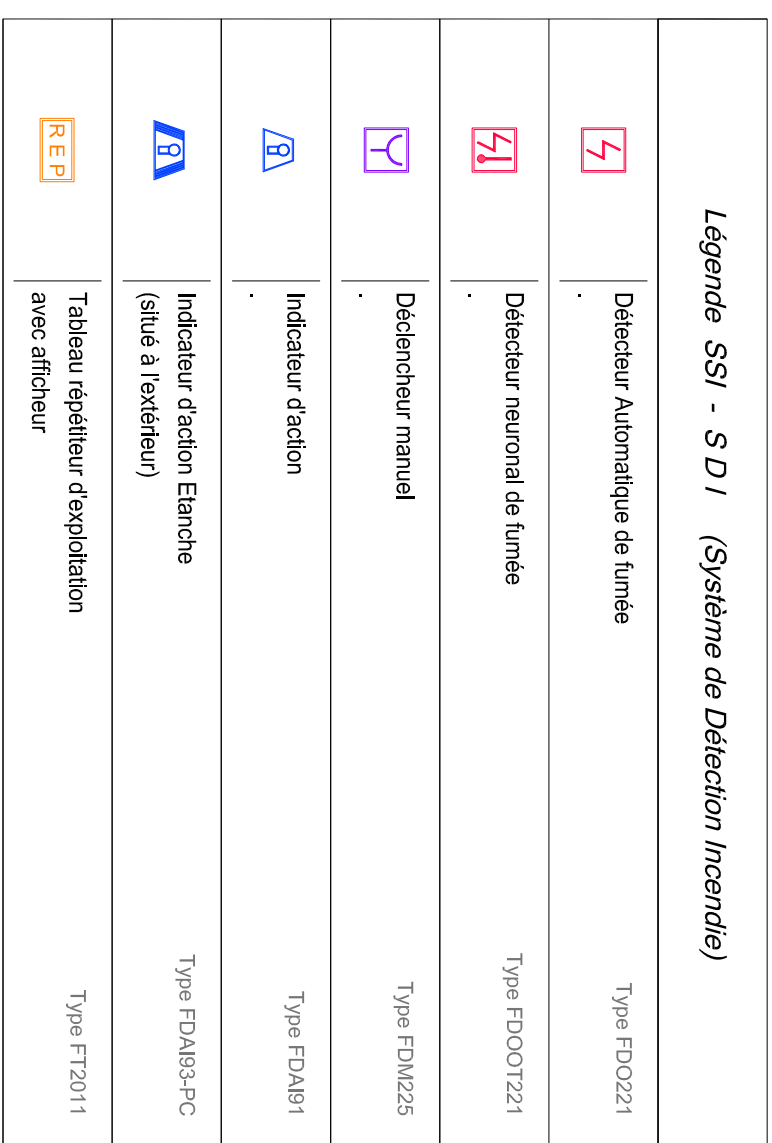 Légende SSI - S D I (Système de Détection Incendie)
Détecteur Automatique de fumée
.
Type FDO221
Détecteur neuronal de fumée
.
Type FDOOT221
Déclencheur manuel
.
Type FDM225
Indicateur d'action
.
Type FDAI91
Indicateur d'action Etanche
(situé à l'extérieur)
Type FDAI93-PC
REP
Tableau répétiteur d'exploitation
avec afficheur
Type FT2011